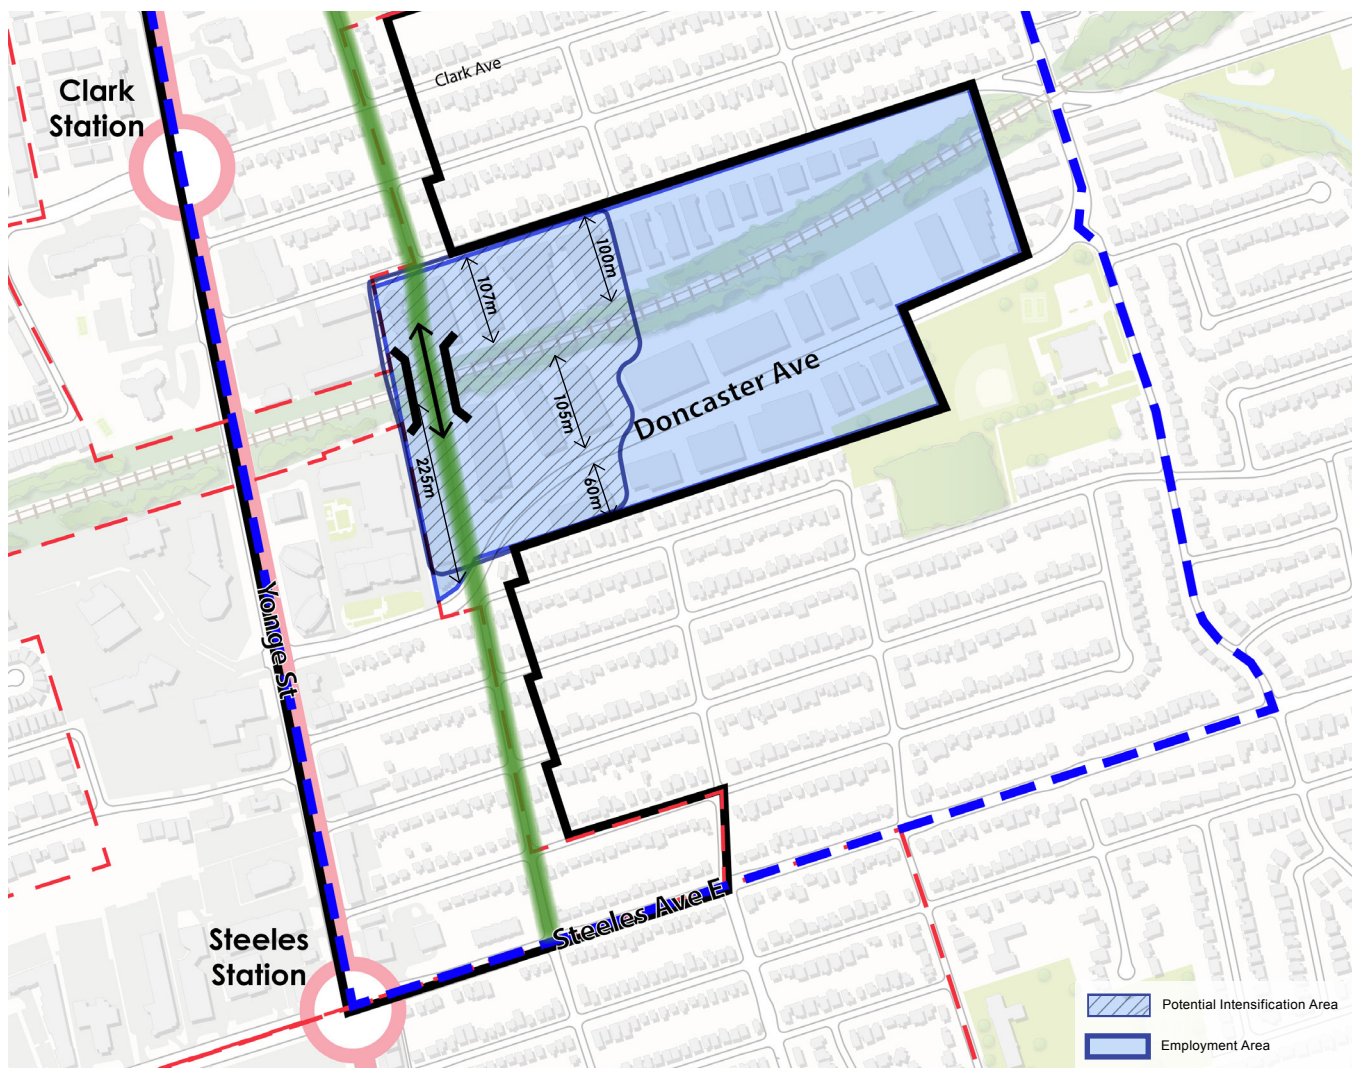 Clark
Station
Clark Ave
100m
107m
105m
Doncaster Ave
225m
60m
Yonge St
Steeles Ave E
Steeles
Station
Potential Intensification Area
Employment Area